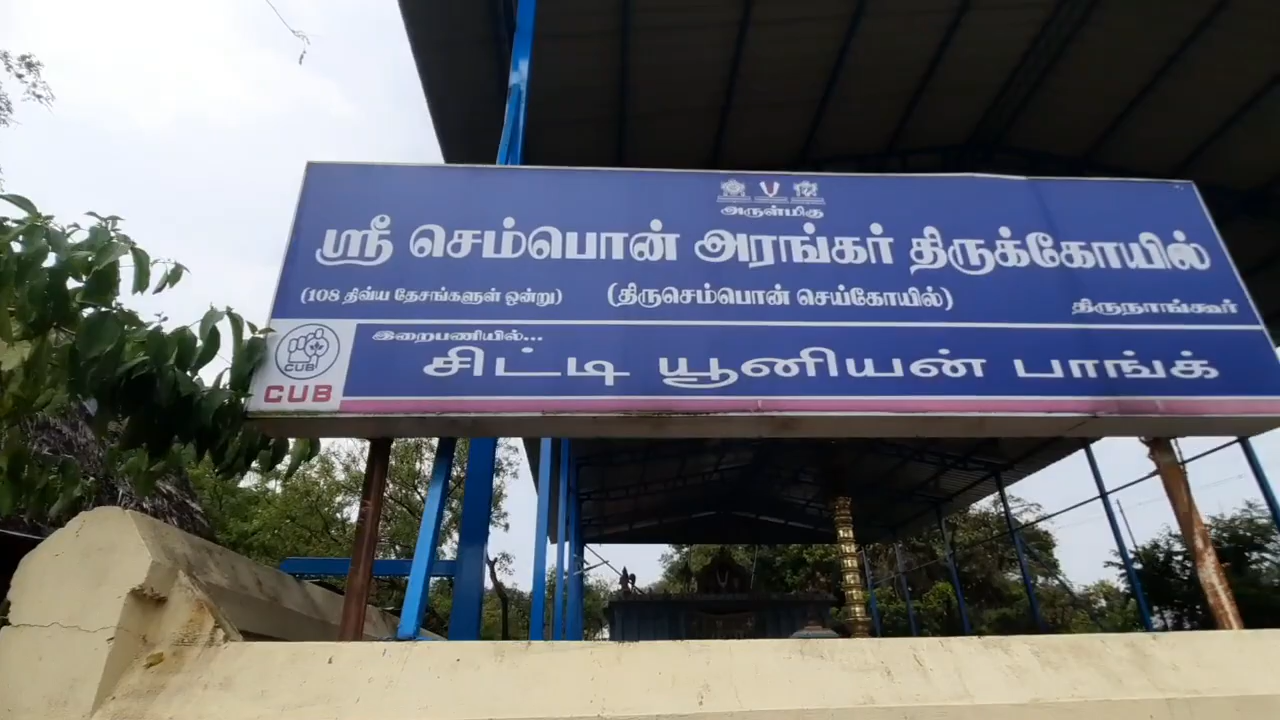 அருள்மிகு
ஸ்ரீ செம்பொன் அரங்கர் திருக்கோயில்
(108 திவ்ய தேசங்களுள் ஒன்று) (திருசெம்பொன் செய்கோயில்) திருநாங்கூர்
இறைபணியில்...
சிட்டி யூனியன் பாங்க்
CUB
CUB